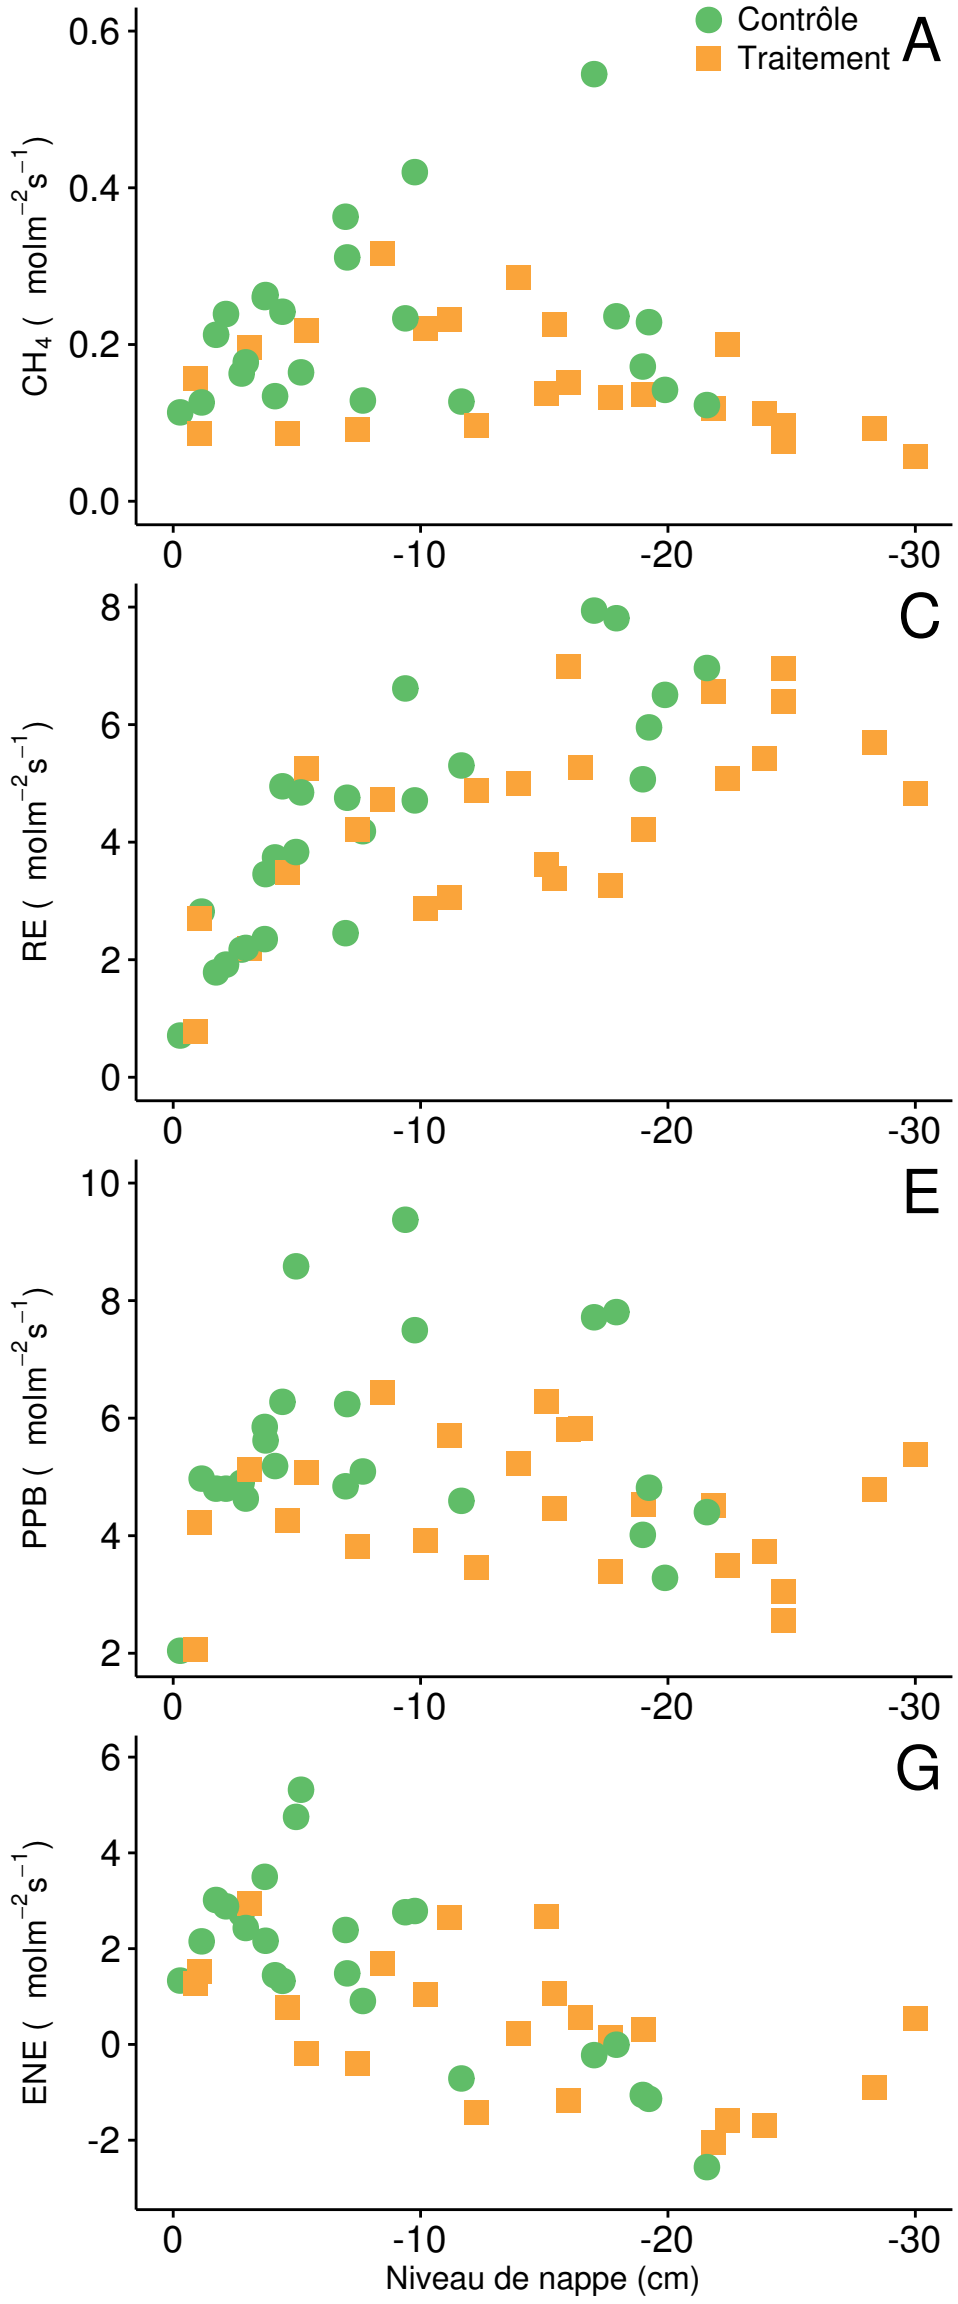 Contrôle
Traitement
A
0.6
0.4
0.2
0.0
CH₄ ( molm⁻²s⁻¹)
0 -10 -20 -30
C
8
6
4
2
0
RE ( molm⁻²s⁻¹)
0 -10 -20 -30
E
10
8
6
4
2
PPB ( molm⁻²s⁻¹)
0 -10 -20 -30
G
6
4
2
0
-2
ENE ( molm⁻²s⁻¹)
0 -10 -20 -30
Niveau de nappe (cm)